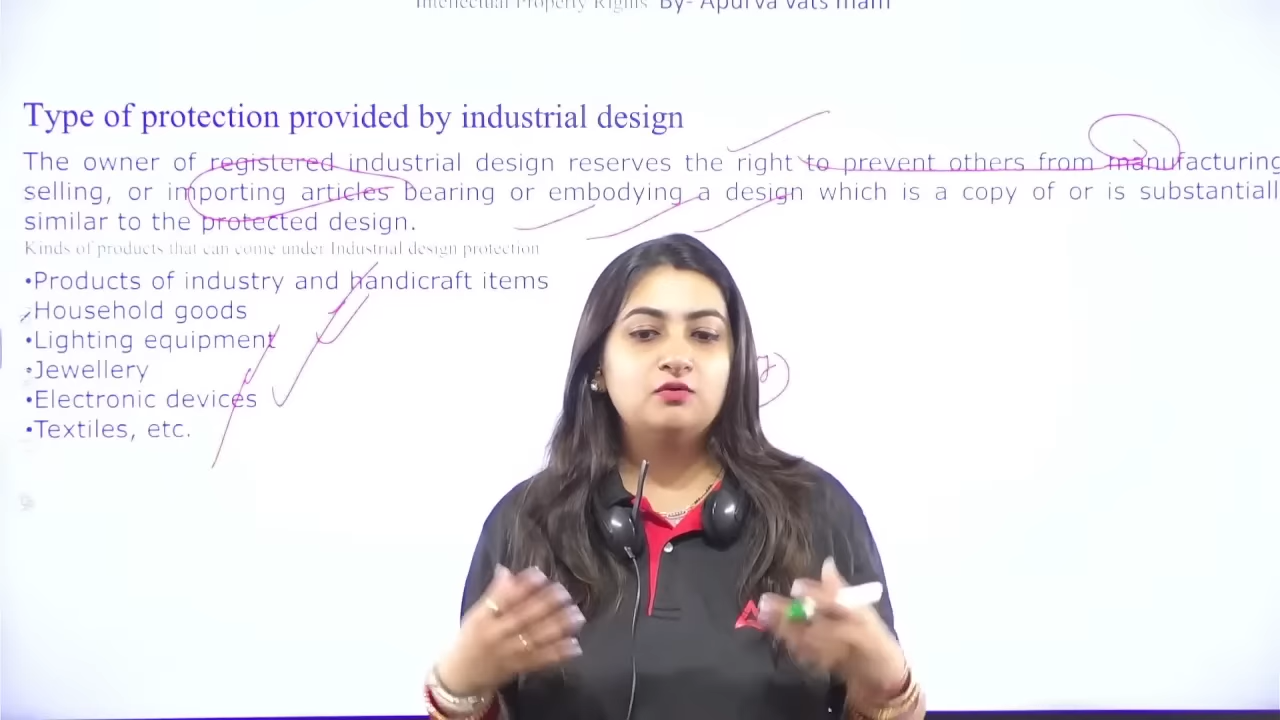 Intellectual Property Rights By- Apurva vats mam
Type of protection provided by industrial design
The owner of registered industrial design reserves the right to prevent others from manufacturing
selling, or importing articles bearing or embodying a design which is a copy of or is substantiall
similar to the protected design.
Kinds of products that can come under Industrial design protection
•Products of industry and handicraft items
•Household goods
•Lighting equipment
•Jewellery
•Electronic devices
•Textiles, etc.